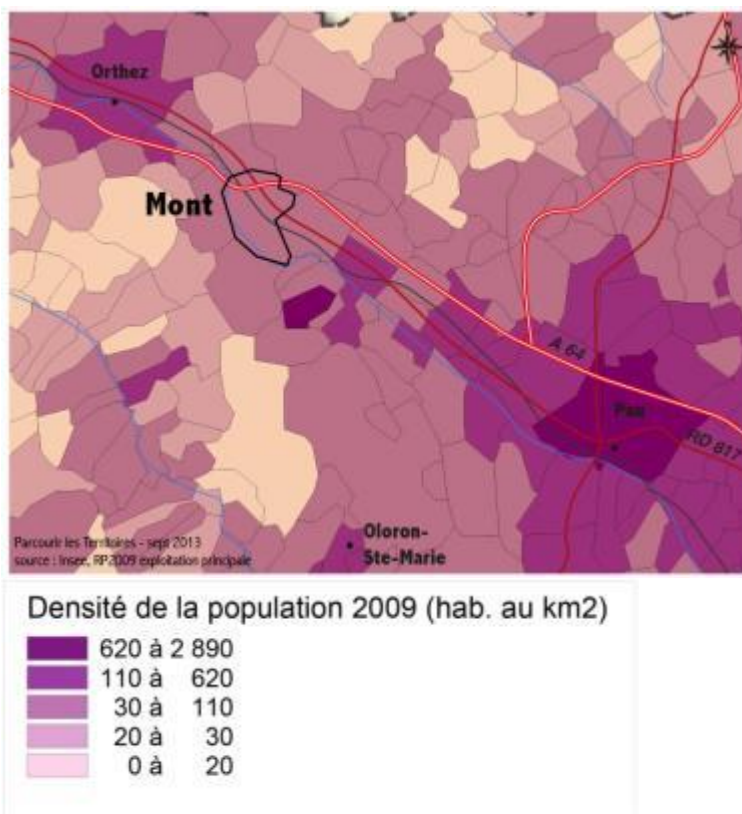 Orthez
Mont
A 64
Pau
RD 817
Oloron-
Ste-Marie
Parcourir les Territoires - sept 2013
source : Insee, RP2009 exploitation principale
Densité de la population 2009 (hab. au km2)
620 à 2 890
110 à 620
30 à 110
20 à 30
0 à 20